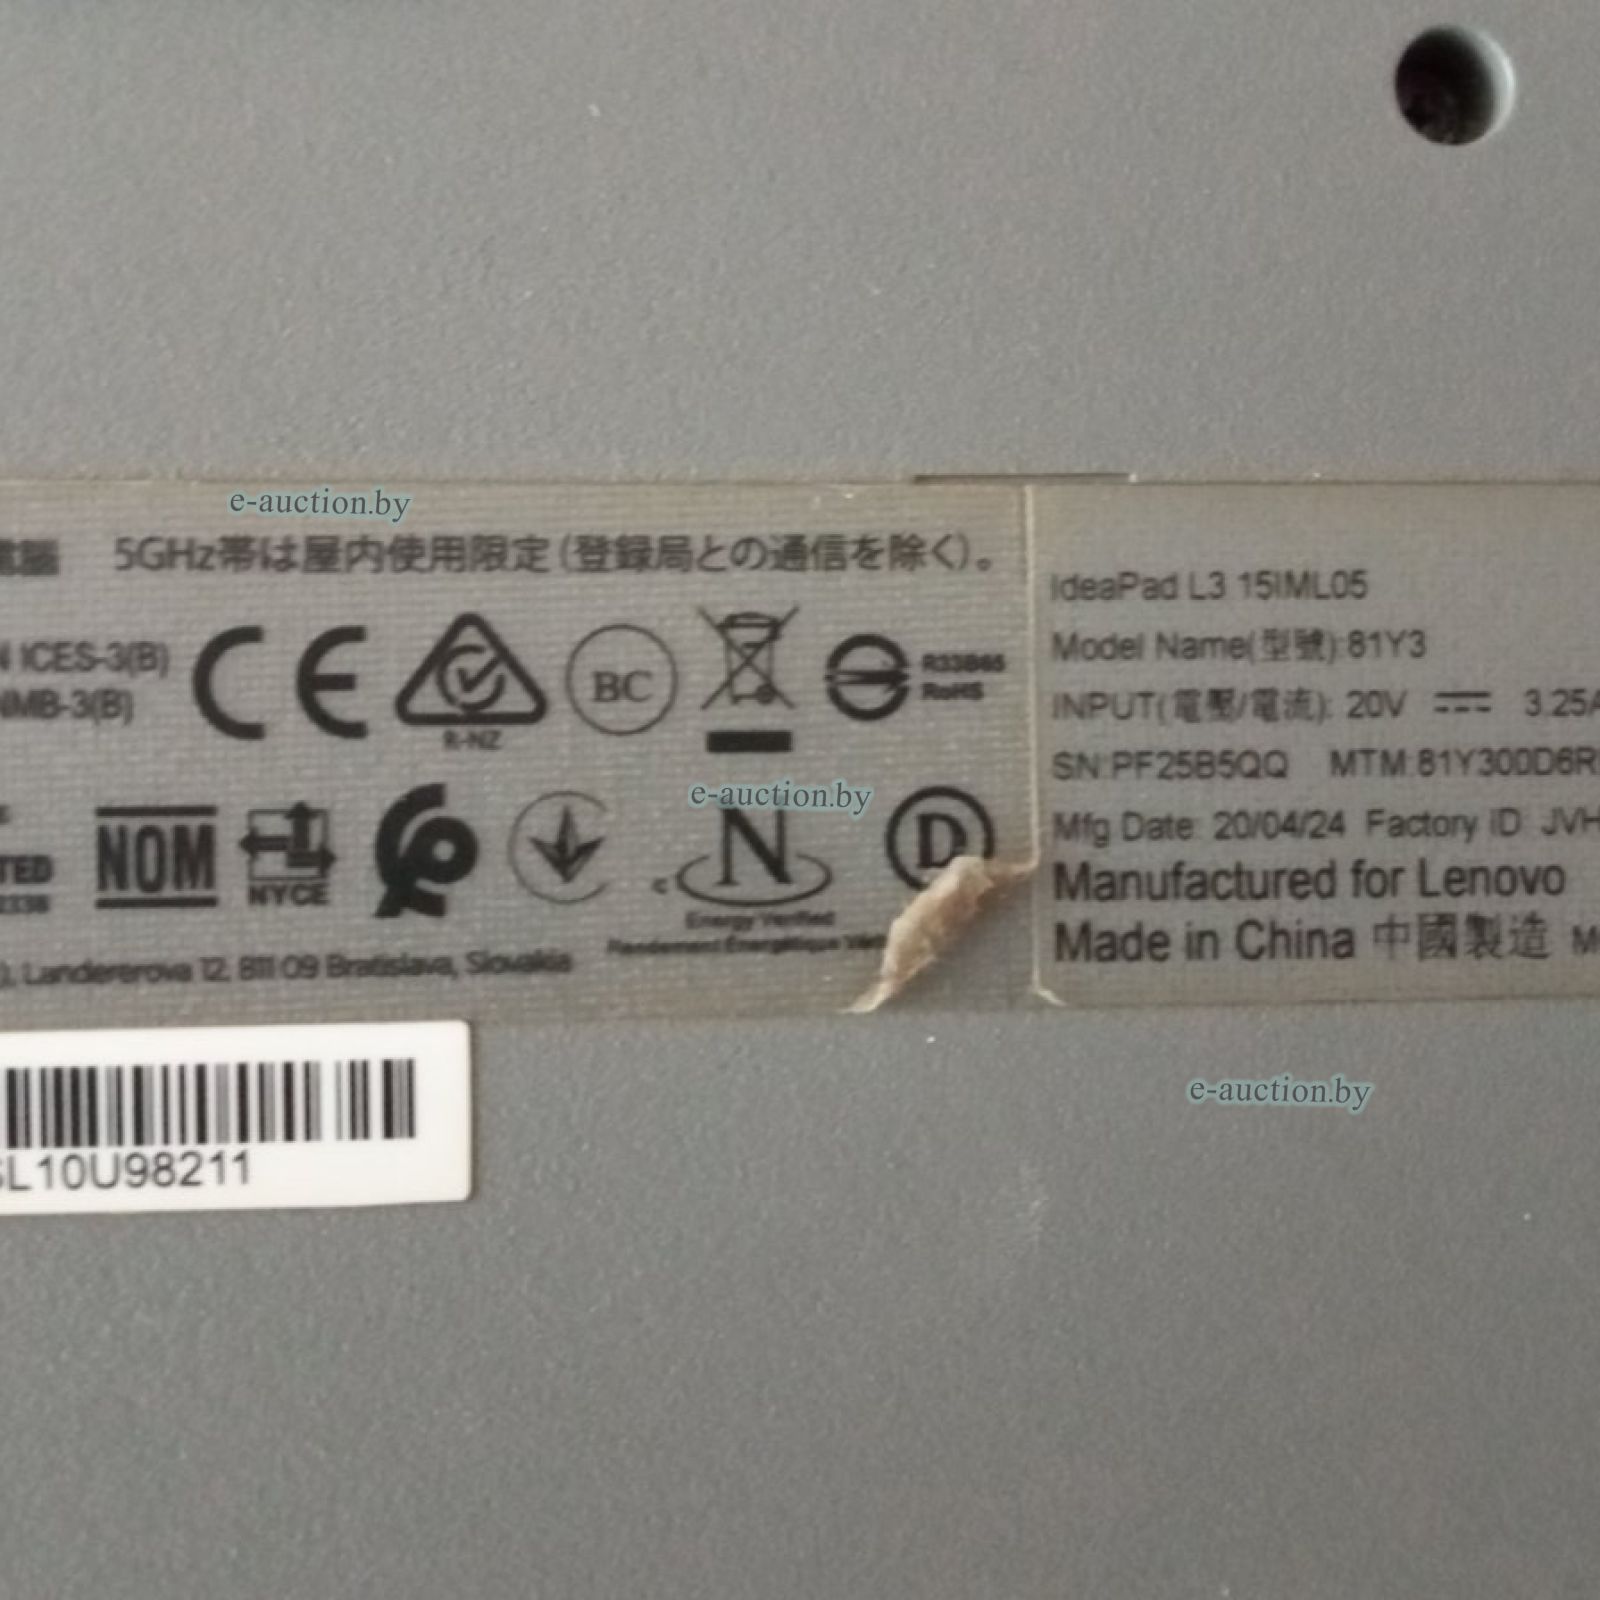 e-auction.by
5GHz帯は屋内使用限定(登録局との通信を除く)。
ICES-3(B)
NMB-3(B)
R-NZ
BC
R33B65
RoHS
NOM
NYCE
e-auction.by
N
c
Energy Verified
Rendement Énergétique
D
Landererova 12, 811 09 Bratislava, Slovakia
IdeaPad L3 15IML05
Model Name(型號):81Y3
INPUT(電壓/電流): 20V ⎓ 3.25A
SN:PF25B5QQ MTM:81Y300D6R
Mfg Date: 20/04/24 Factory ID: JVH
Manufactured for Lenovo
Made in China 中國製造
L10U98211
e-auction.by